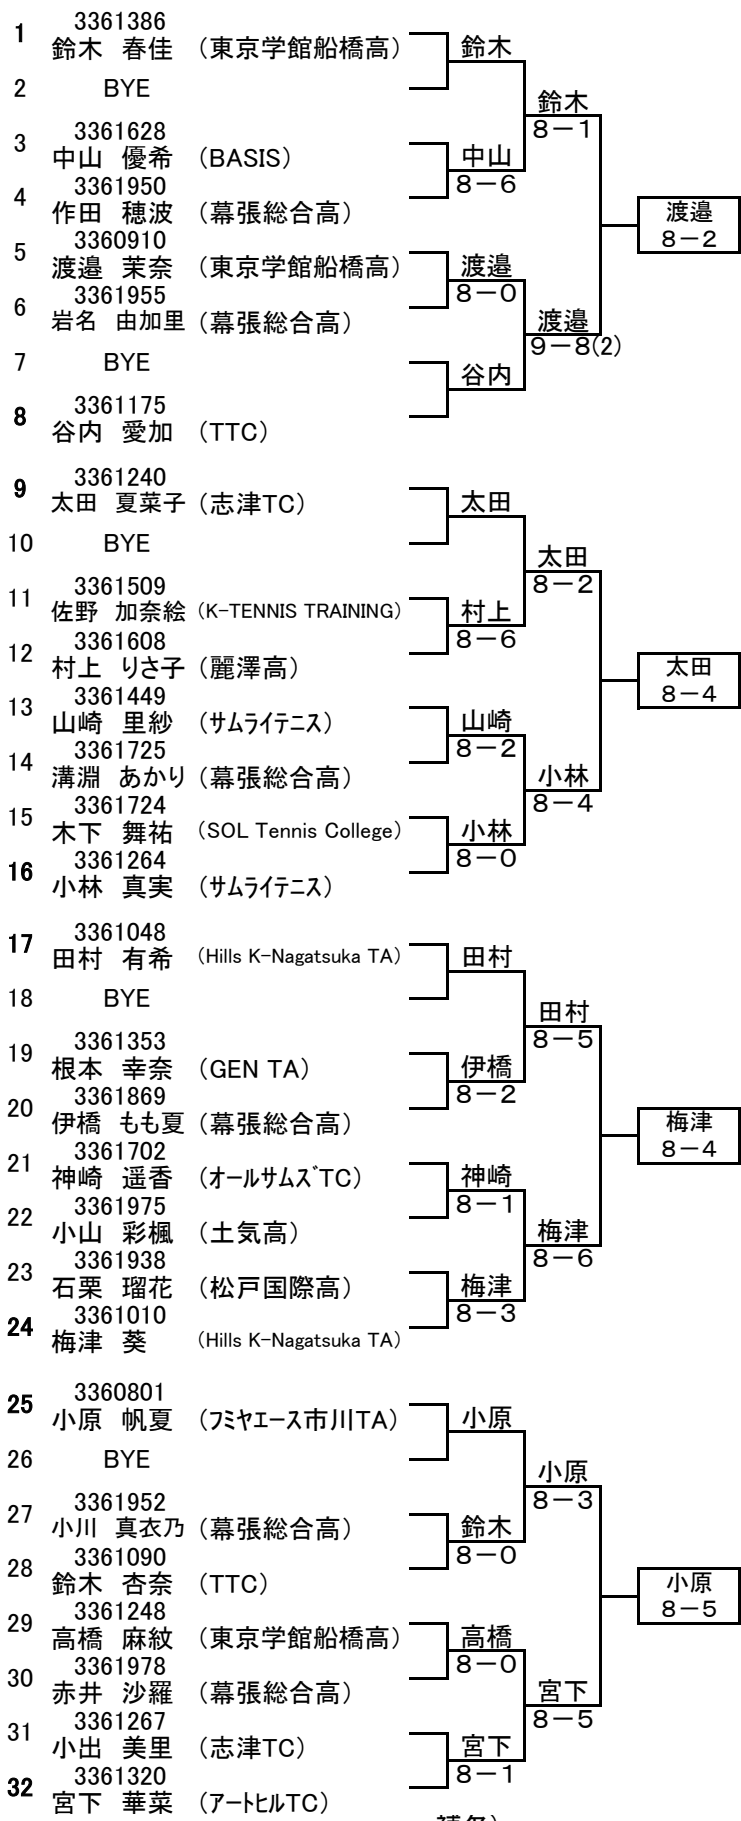 1 3361386
鈴木 春佳 (東京学館船橋高)
鈴木
2 BYE
鈴木
8-1
3 3361628
中山 優希 (BASIS)
中山
8-6
4 3361950
作田 穂波 (幕張総合高)
渡邉
8-2
5 3360910
渡邉 茉奈 (東京学館船橋高)
渡邉
8-0
6 3361955
岩名 由加里 (幕張総合高)
渡邉
9-8(2)
7 BYE
谷内
8 3361175
谷内 愛加 (TTC)
9 3361240
太田 夏菜子 (志津TC)
太田
10 BYE
太田
8-2
11 3361509
佐野 加奈絵 (K-TENNIS TRAINING)
村上
8-6
12 3361608
村上 りさ子 (麗澤高)
太田
8-4
13 3361449
山崎 里紗 (サムライテニス)
山崎
8-2
14 3361725
溝淵 あかり (幕張総合高)
小林
8-4
15 3361724
木下 舞祐 (SOL Tennis College)
小林
8-0
16 3361264
小林 真実 (サムライテニス)
17 3361048
田村 有希 (Hills K-Nagatsuka TA)
田村
18 BYE
田村
8-5
19 3361353
根本 幸奈 (GEN TA)
伊橋
8-2
20 3361869
伊橋 もも夏 (幕張総合高)
梅津
8-4
21 3361702
神崎 遥香 (オールサムズTC)
神崎
8-1
22 3361975
小山 彩楓 (土気高)
梅津
8-6
23 3361938
石栗 瑠花 (松戸国際高)
梅津
8-3
24 3361010
梅津 葵 (Hills K-Nagatsuka TA)
25 3360801
小原 帆夏 (フミヤエース市川TA)
小原
26 BYE
小原
8-3
27 3361952
小川 真衣乃 (幕張総合高)
鈴木
8-0
28 3361090
鈴木 杏奈 (TTC)
小原
8-5
29 3361248
高橋 麻紋 (東京学館船橋高)
高橋
8-0
30 3361978
赤井 沙羅 (幕張総合高)
宮下
8-5
31 3361267
小出 美里 (志津TC)
宮下
8-1
32 3361320
宮下 華菜 (アートヒルTC)